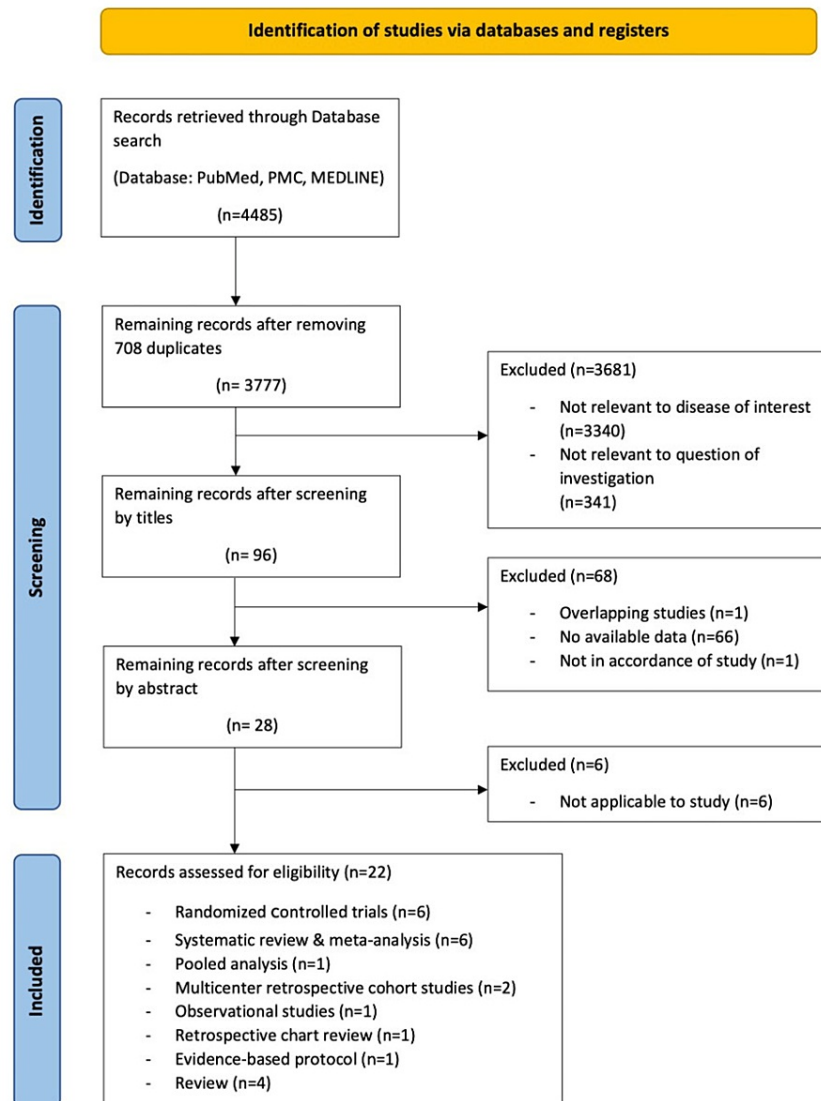 Identification of studies via databases and registers
Identification
Records retrieved through Database
search
(Database: PubMed, PMC, MEDLINE)
(n=4485)
Screening
Remaining records after removing
708 duplicates
(n= 3777)
Excluded (n=3681)
- Not relevant to disease of interest
(n=3340)
- Not relevant to question of
investigation
(n=341)
Remaining records after screening
by titles
(n= 96)
Excluded (n=68)
- Overlapping studies (n=1)
- No available data (n=66)
- Not in accordance of study (n=1)
Remaining records after screening
by abstract
(n= 28)
Excluded (n=6)
- Not applicable to study (n=6)
Included
Records assessed for eligibility (n=22)
- Randomized Controlled trials (n=6)
- Systematic review & meta-analysis (n=6)
- Pooled analysis (n=1)
- Multicenter retrospective cohort studies (n=2)
- Observational studies (n=1)
- Retrospective chart review (n=1)
- Evidence-based protocol (n=1)
- Review (n=4)